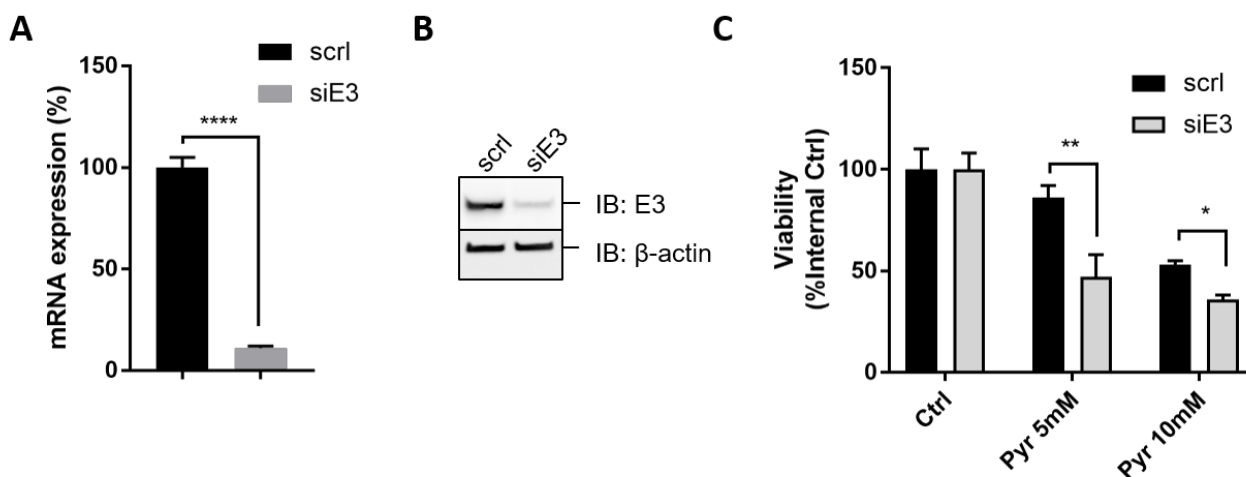 A
mRNA expression (%)
150
100
50
0
****
scrl
siE3
B
scrl
siE3
IB: E3
IB: β-actin
C
Viability
(%Internal Ctrl)
150
100
50
0
**
*
scrl
siE3
Ctrl
Pyr 5mM
Pyr 10mM